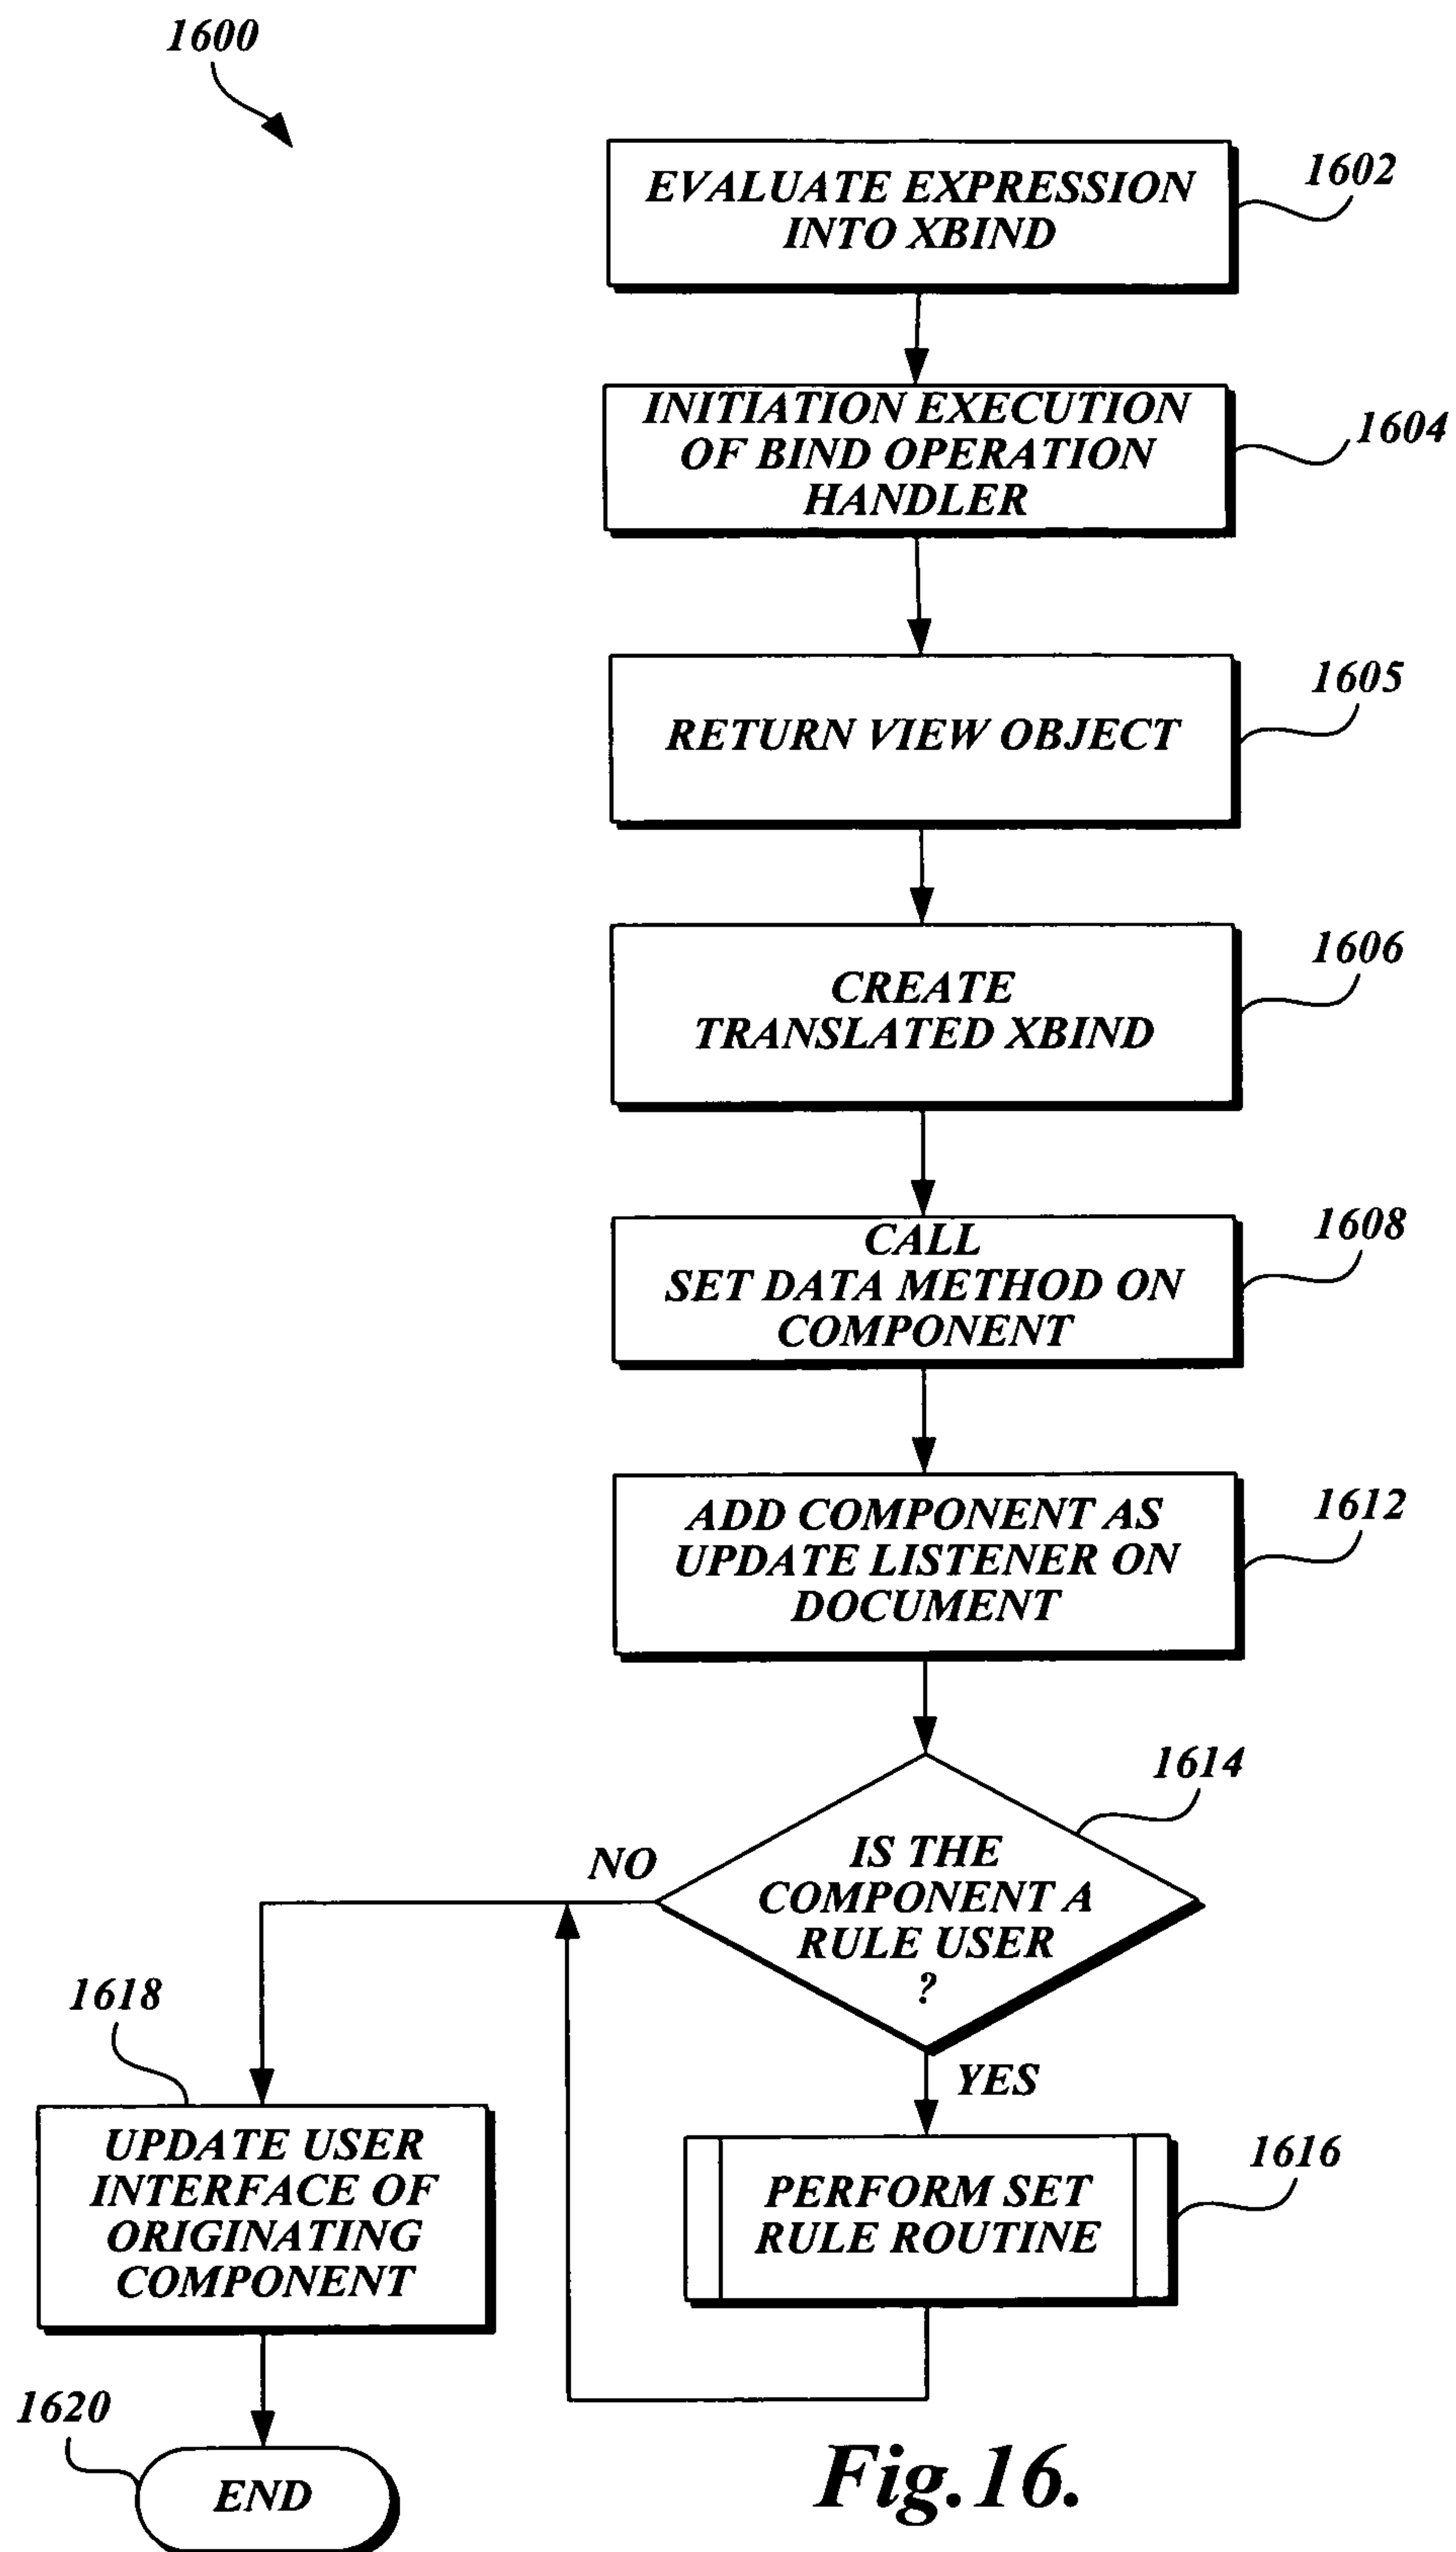 1600
EVALUATE EXPRESSION
INTO XBIND
1602
INITIATION EXECUTION
OF BIND OPERATION
HANDLER
1604
RETURN VIEW OBJECT
1605
CREATE
TRANSLATED XBIND
1606
CALL
SET DATA METHOD ON
COMPONENT
1608
ADD COMPONENT AS
UPDATE LISTENER ON
DOCUMENT
1612
IS THE
COMPONENT A
RULE USER
?
1614
NO
YES
PERFORM SET
RULE ROUTINE
1616
1618
UPDATE USER
INTERFACE OF
ORIGINATING
COMPONENT
1620
END
Fig.16.